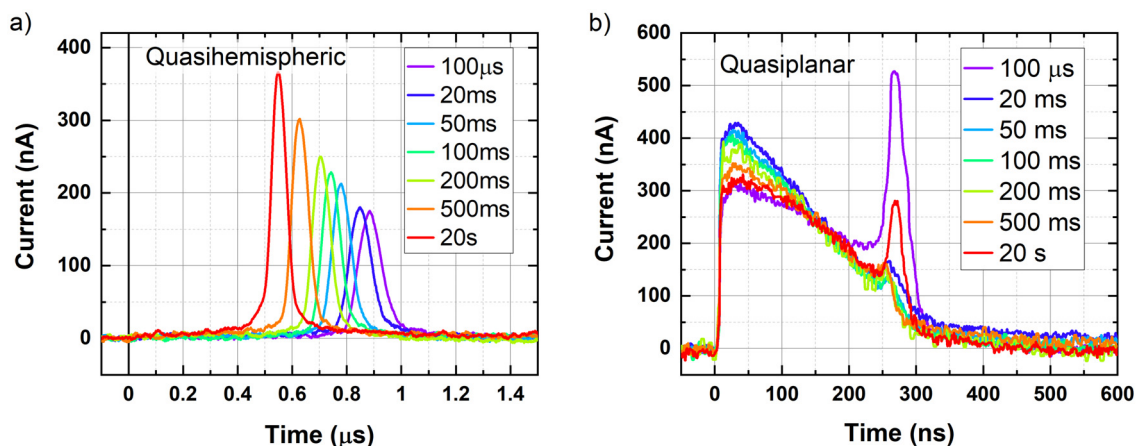 a)
Quasihemispheric
100μs
20ms
50ms
100ms
200ms
500ms
20s
Current (nA)
400
300
200
100
0
0 0.2 0.4 0.6 0.8 1 1.2 1.4
Time (μs)
b)
Quasiplanar
100 μs
20 ms
50 ms
100 ms
200 ms
500 ms
20 s
Current (nA)
600
500
400
300
200
100
0
0 100 200 300 400 500 600
Time (ns)